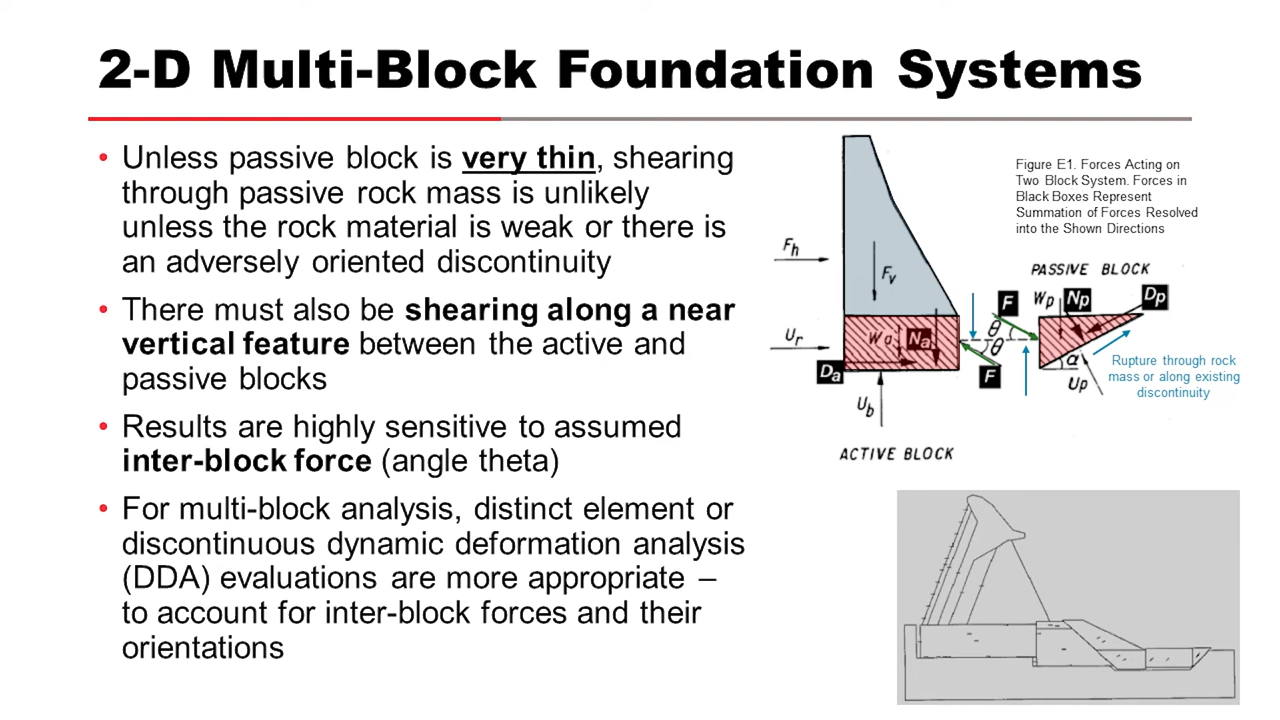 2-D Multi-Block Foundation Systems
• Unless passive block is very thin, shearing
through passive rock mass is unlikely
unless the rock material is weak or there is
an adversely oriented discontinuity
• There must also be shearing along a near
vertical feature between the active and
passive blocks
• Results are highly sensitive to assumed
inter-block force (angle theta)
• For multi-block analysis, distinct element or
discontinuous dynamic deformation analysis
(DDA) evaluations are more appropriate –
to account for inter-block forces and their
orientations
Figure E1. Forces Acting on
Two Block System. Forces in
Black Boxes Represent
Summation of Forces Resolved
into the Shown Directions
Fh
Fv
Ur
Da
Wa
Na
Ub
ACTIVE BLOCK
F
θ
θ
F
PASSIVE BLOCK
Wp
Np
Dp
α
Up
Rupture through rock
mass or along existing
discontinuity